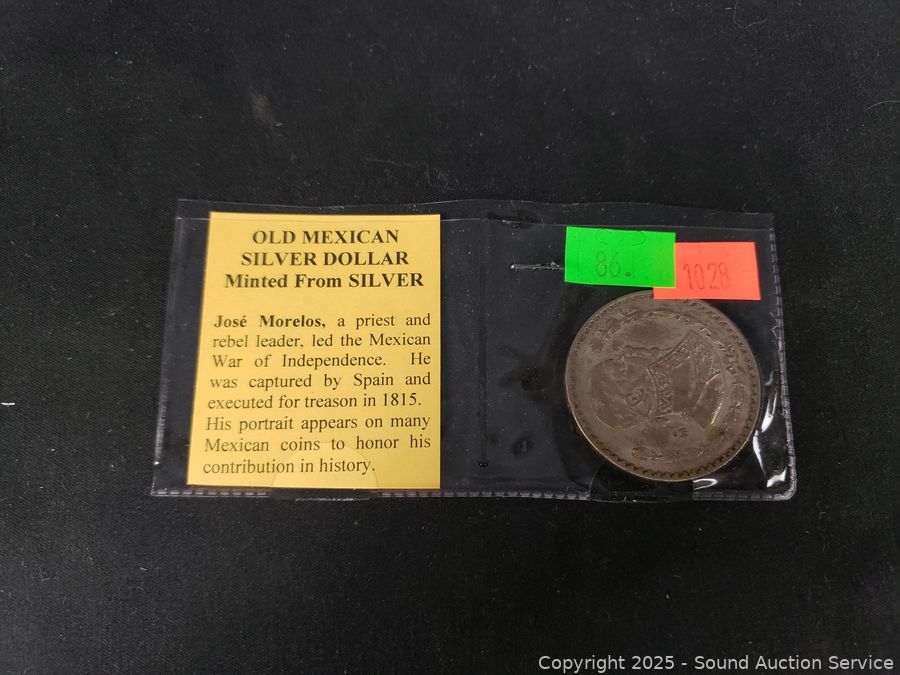 OLD MEXICAN
SILVER DOLLAR
Minted From SILVER
José Morelos, a priest and
rebel leader, led the Mexican
War of Independence. He
was captured by Spain and
executed for treason in 1815.
His portrait appears on many
Mexican coins to honor his
contribution in history.
86.
1028
Copyright © 2025 - Sound Auction Service